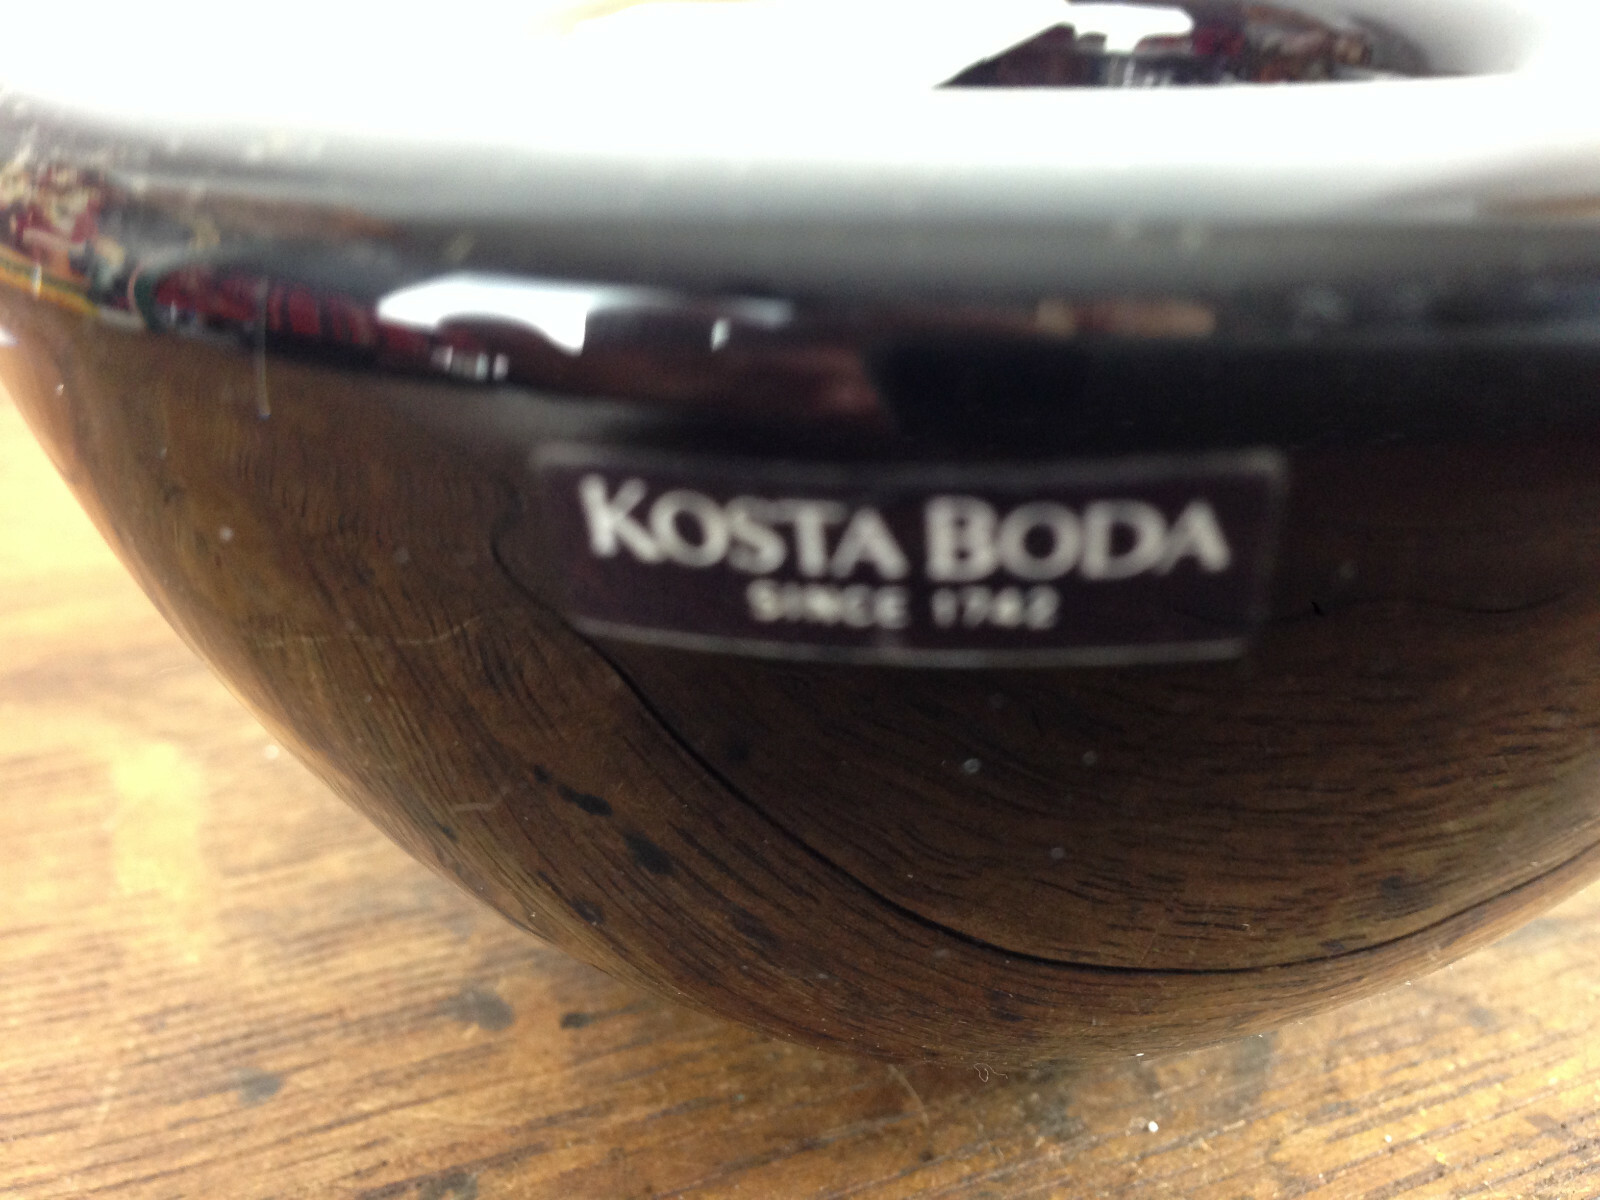 KOSTA BODA
SINCE 1742